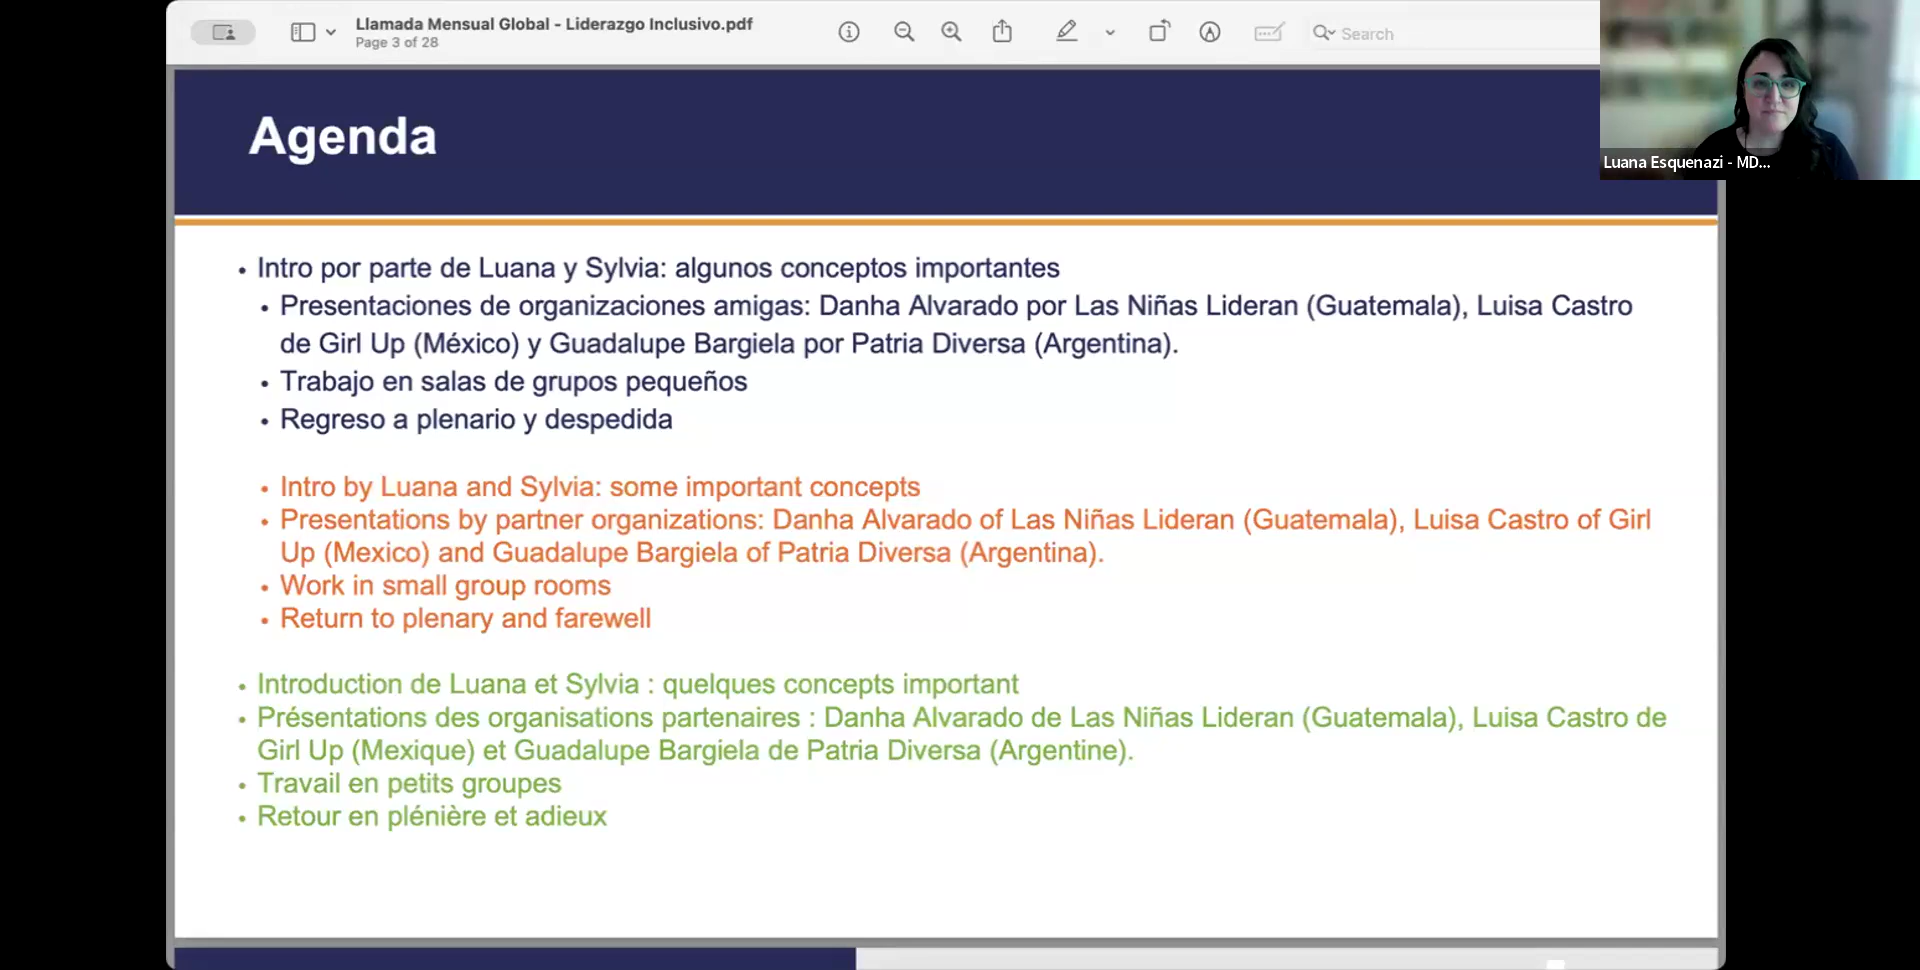 Llamada Mensual Global - Liderazgo Inclusivo.pdf
Page 3 of 28
Search
Luana Esquenazi - MD...
Agenda
• Intro por parte de Luana y Sylvia: algunos conceptos importantes
• Presentaciones de organizaciones amigas: Danha Alvarado por Las Niñas Lideran (Guatemala), Luisa Castro
de Girl Up (México) y Guadalupe Bargiela por Patria Diversa (Argentina).
• Trabajo en salas de grupos pequeños
• Regreso a plenario y despedida
• Intro by Luana and Sylvia: some important concepts
• Presentations by partner organizations: Danha Alvarado of Las Niñas Lideran (Guatemala), Luisa Castro of Girl
Up (Mexico) and Guadalupe Bargiela of Patria Diversa (Argentina).
• Work in small group rooms
• Return to plenary and farewell
• Introduction de Luana et Sylvia : quelques concepts important
• Présentations des organisations partenaires : Danha Alvarado de Las Niñas Lideran (Guatemala), Luisa Castro de
Girl Up (Mexique) et Guadalupe Bargiela de Patria Diversa (Argentine).
• Travail en petits groupes
• Retour en plénière et adieux